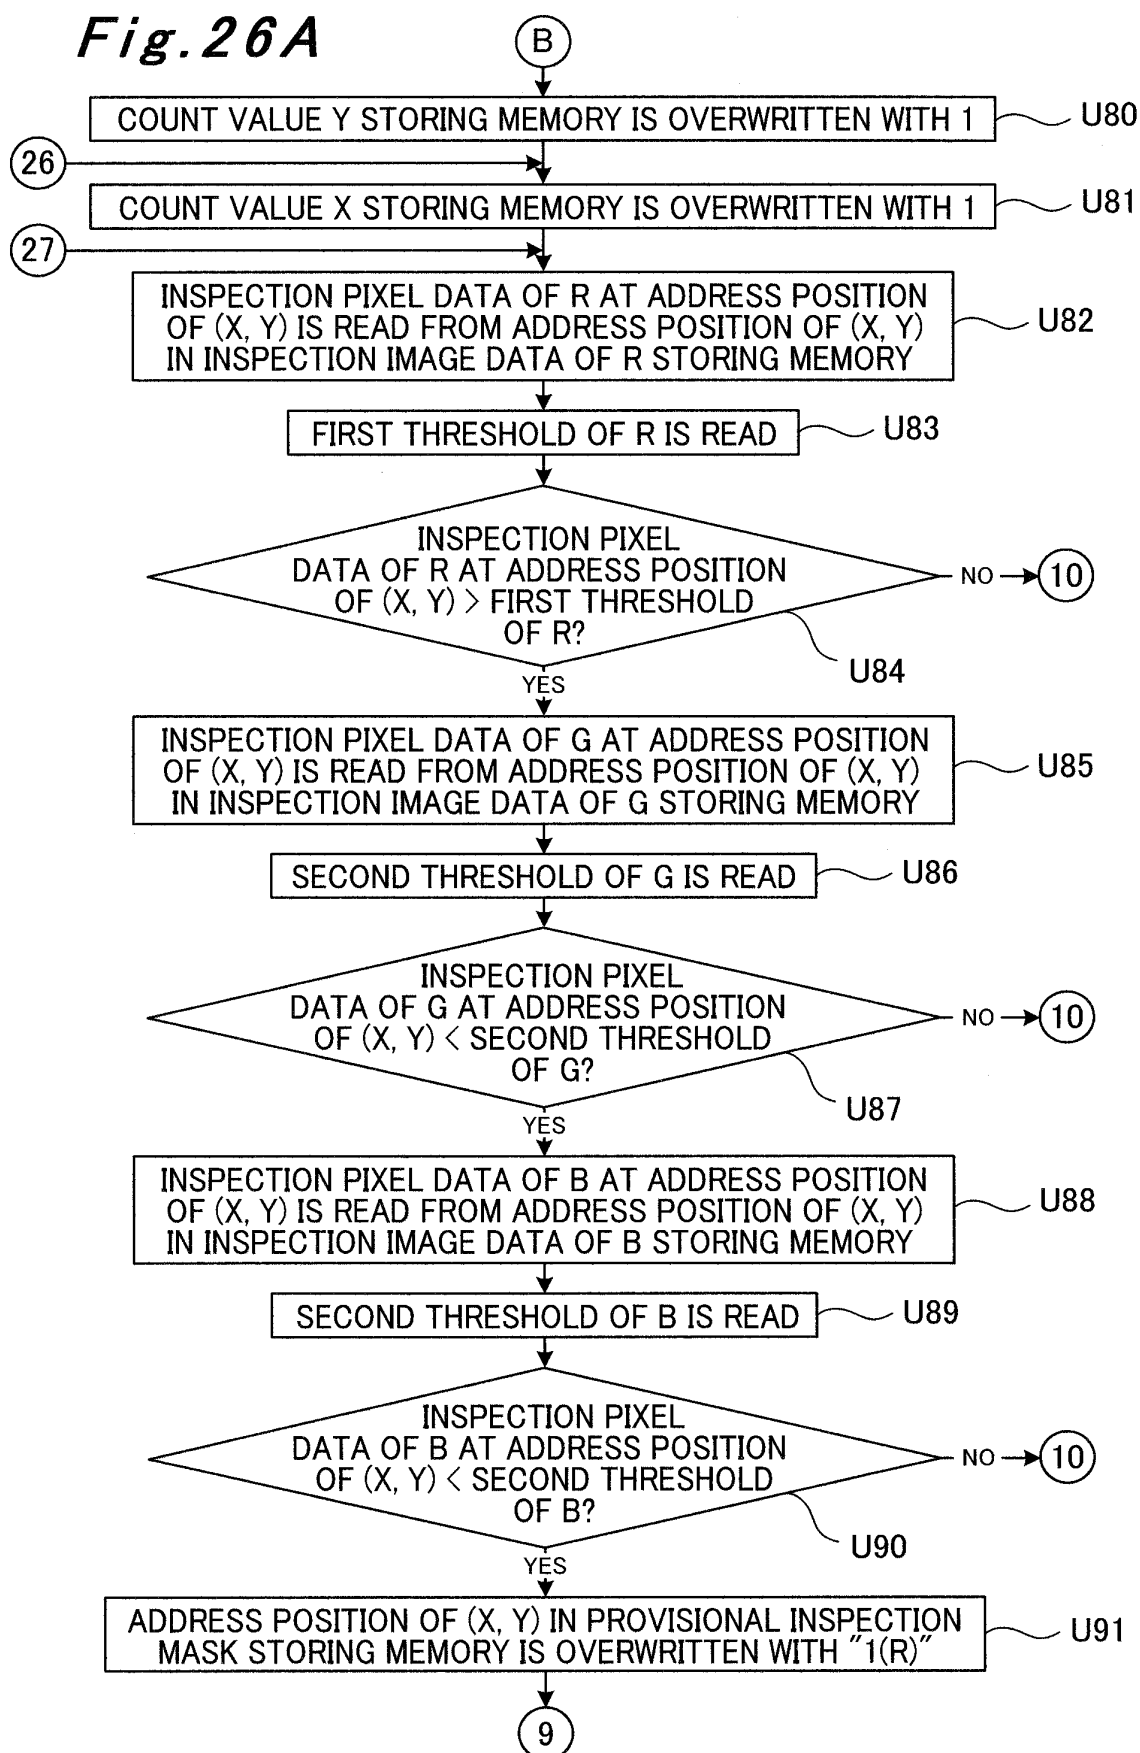 Fig.26A
B
COUNT VALUE Y STORING MEMORY IS OVERWRITTEN WITH 1
U80
26
COUNT VALUE X STORING MEMORY IS OVERWRITTEN WITH 1
U81
27
INSPECTION PIXEL DATA OF R AT ADDRESS POSITION
OF (X, Y) IS READ FROM ADDRESS POSITION OF (X, Y)
IN INSPECTION IMAGE DATA OF R STORING MEMORY
U82
FIRST THRESHOLD OF R IS READ
U83
INSPECTION PIXEL
DATA OF R AT ADDRESS POSITION
OF (X, Y) > FIRST THRESHOLD
OF R?
NO
10
U84
YES
INSPECTION PIXEL DATA OF G AT ADDRESS POSITION
OF (X, Y) IS READ FROM ADDRESS POSITION OF (X, Y)
IN INSPECTION IMAGE DATA OF G STORING MEMORY
U85
SECOND THRESHOLD OF G IS READ
U86
INSPECTION PIXEL
DATA OF G AT ADDRESS POSITION
OF (X, Y) < SECOND THRESHOLD
OF G?
NO
10
U87
YES
INSPECTION PIXEL DATA OF B AT ADDRESS POSITION
OF (X, Y) IS READ FROM ADDRESS POSITION OF (X, Y)
IN INSPECTION IMAGE DATA OF B STORING MEMORY
U88
SECOND THRESHOLD OF B IS READ
U89
INSPECTION PIXEL
DATA OF B AT ADDRESS POSITION
OF (X, Y) < SECOND THRESHOLD
OF B?
NO
10
U90
YES
ADDRESS POSITION OF (X, Y) IN PROVISIONAL INSPECTION
MASK STORING MEMORY IS OVERWRITTEN WITH "1(R)"
U91
9